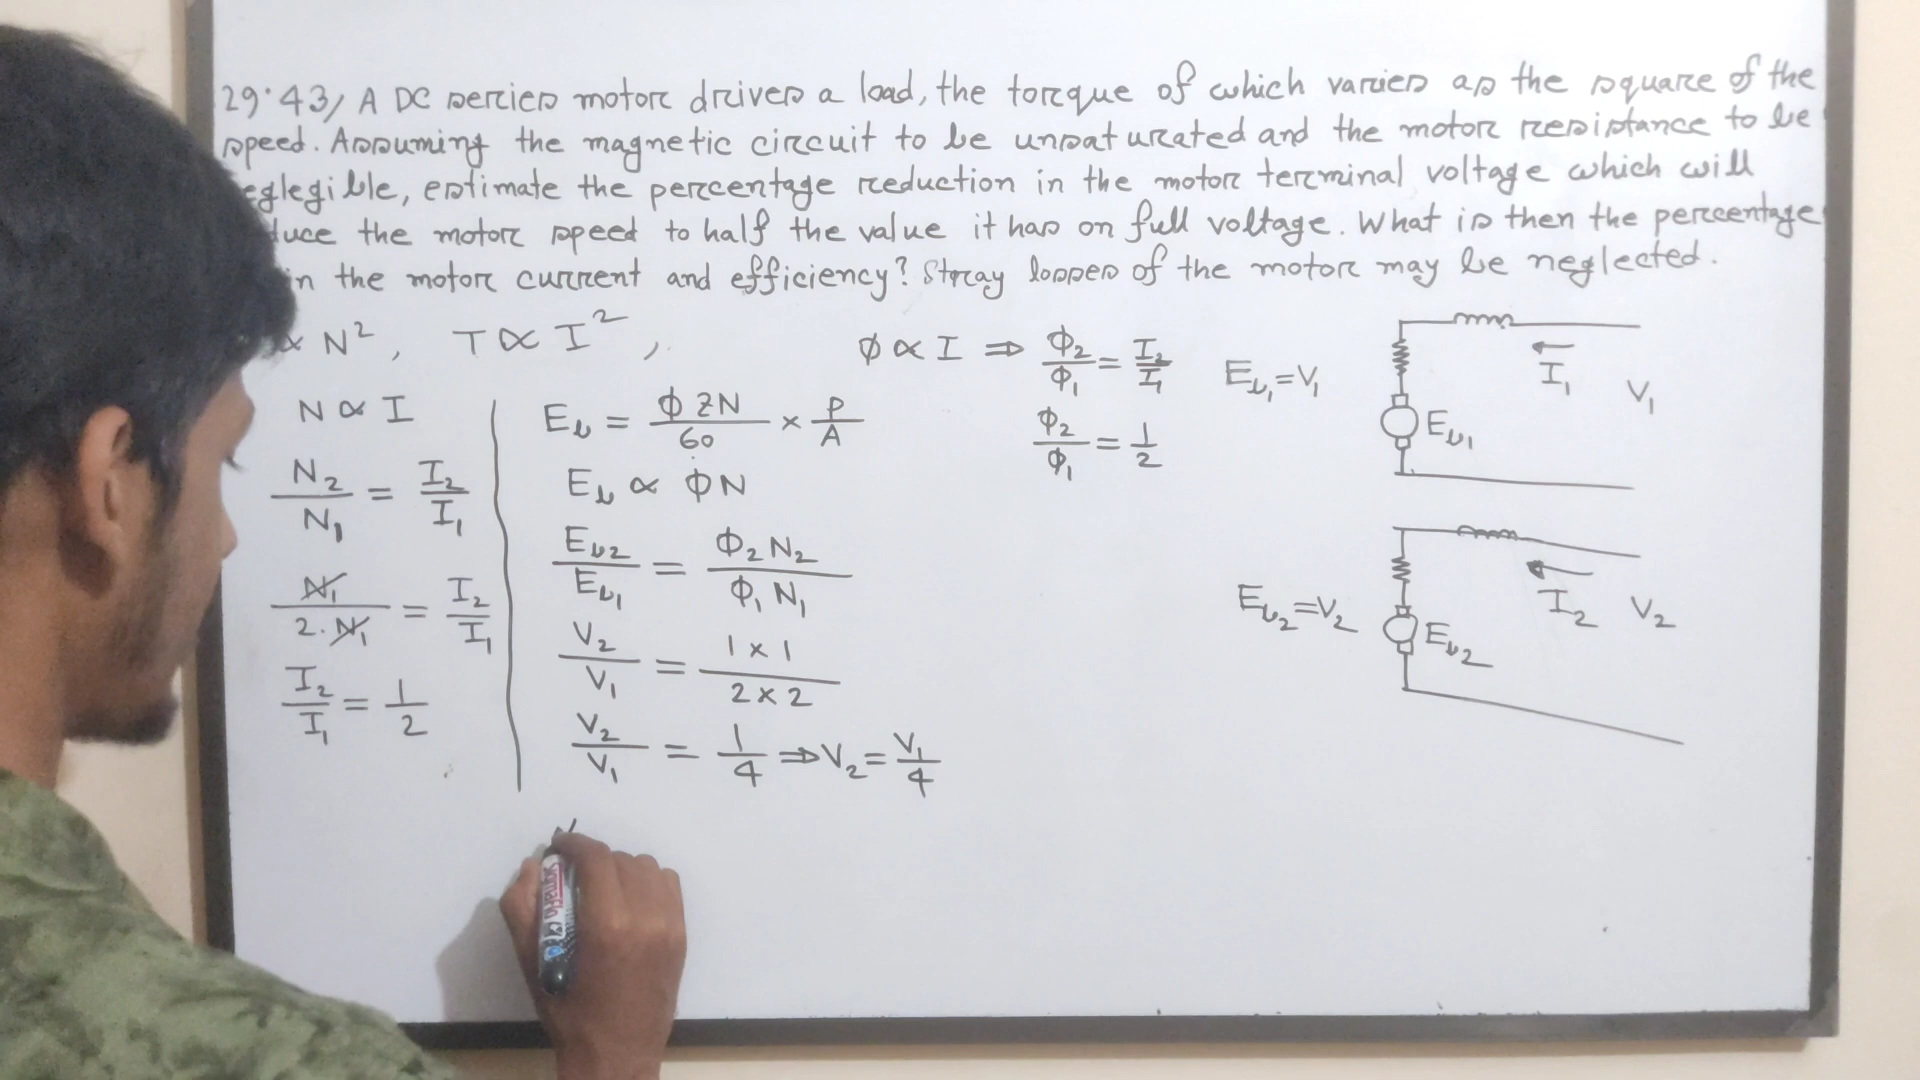 29.43, A DC series motor drives a load, the torque of which varies as the square of the
speed. Assuming the magnetic circuit to be unsaturated and the motor resistance to be
eglegible, estimate the percentage reduction in the motor terminal voltage which will
duce the motor speed to half the value it has on full voltage. What is then the percentage
in the motor current and efficiency? Stray losses of the motor may be neglected.
∝ N², T ∝ I²,
N ∝ I
N₂/N₁ = I₂/I₁
N₁/2.N₁ = I₂/I₁
I₂/I₁ = 1/2
E_b = ϕZN/60 × P/A
E_b ∝ ϕN
E_b2/E_b1 = ϕ₂N₂/ϕ₁N₁
V₂/V₁ = 1×1/2×2
V₂/V₁ = 1/4 ⇒ V₂ = V₁/4
ϕ ∝ I ⇒ ϕ₂/ϕ₁ = I₂/I₁
ϕ₂/ϕ₁ = 1/2
E_b1 = V₁
I₁
V₁
E_b1
E_b2 = V₂
I₂
V₂
E_b2